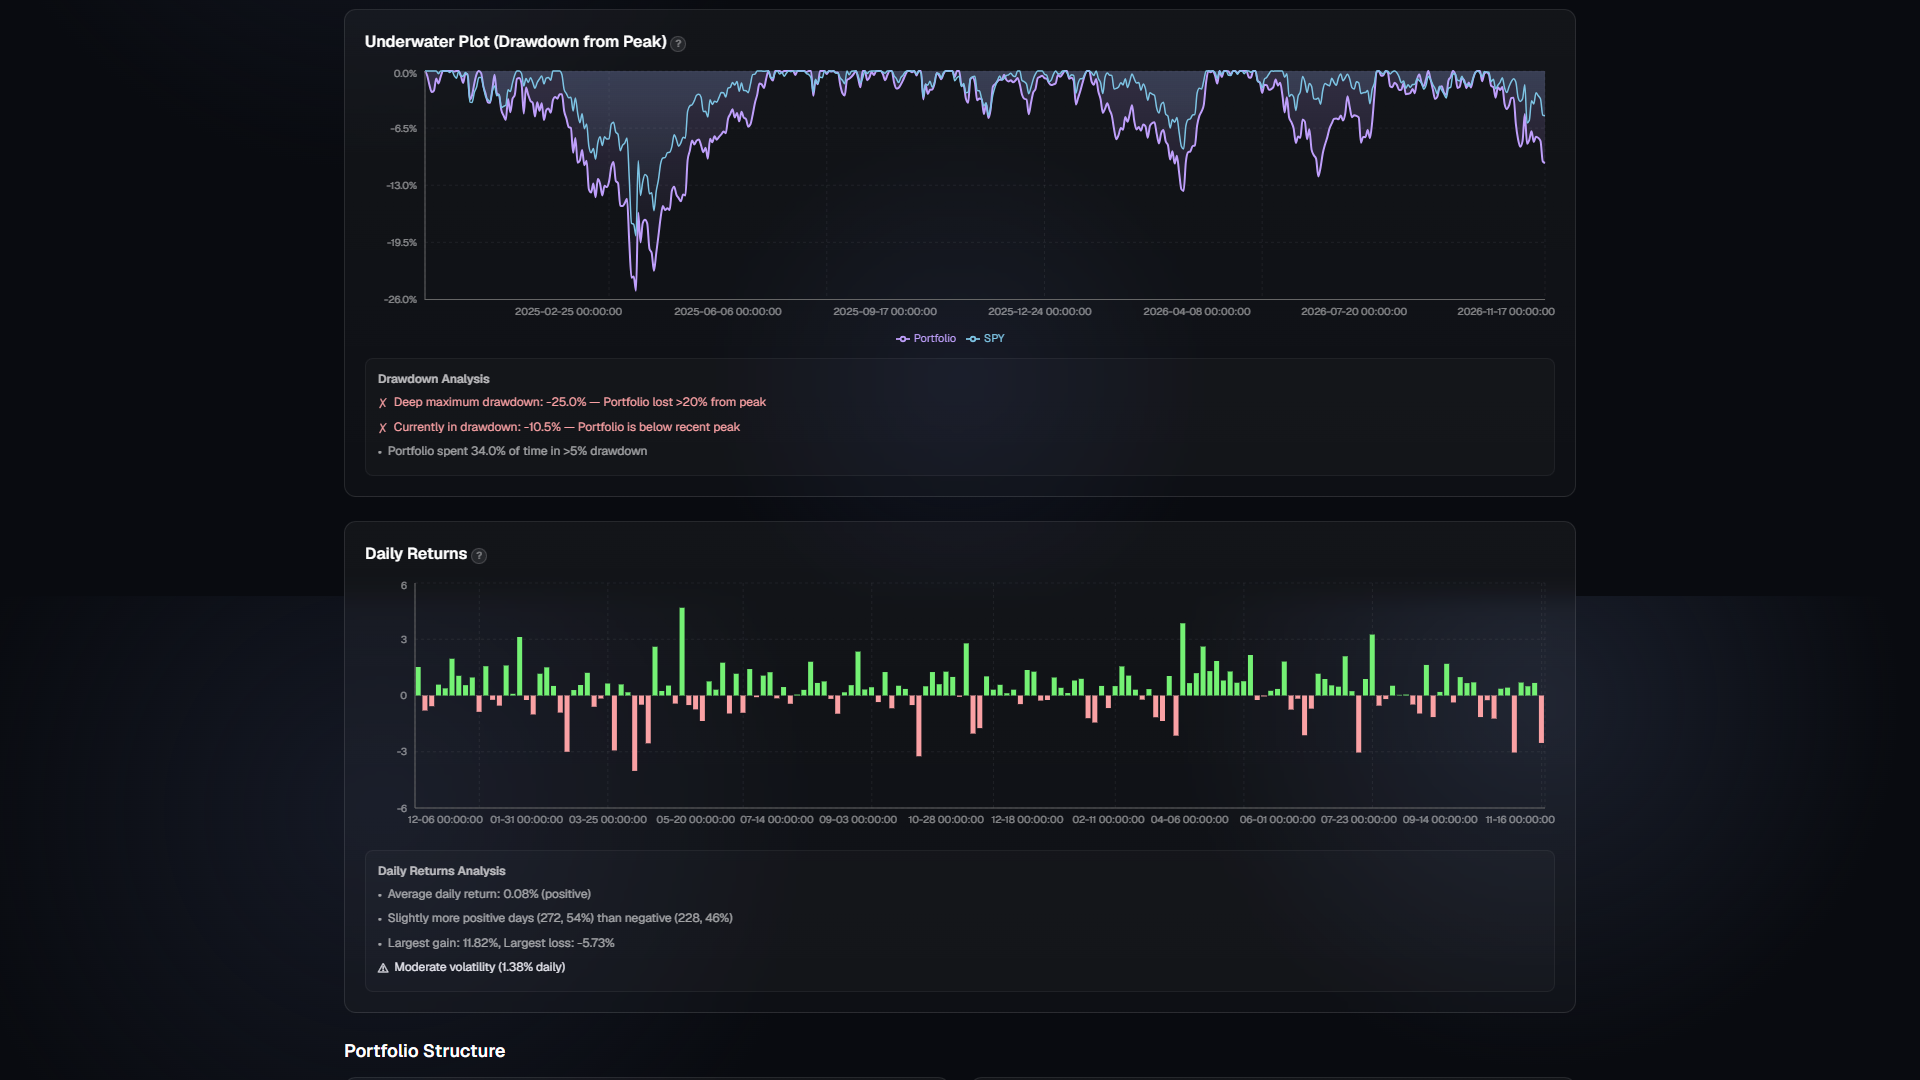 Underwater Plot (Drawdown from Peak) ?
0.0%
-6.5%
-13.0%
-19.5%
-26.0%
2025-02-25 00:00:00 2025-06-06 00:00:00 2025-09-17 00:00:00 2025-12-24 00:00:00 2026-04-08 00:00:00 2026-07-20 00:00:00 2026-11-17 00:00:00
Portfolio SPY
Drawdown Analysis
✗ Deep maximum drawdown: -25.0% — Portfolio lost >20% from peak
✗ Currently in drawdown: -10.5% — Portfolio is below recent peak
• Portfolio spent 34.0% of time in >5% drawdown
Daily Returns ?
6
3
0
-3
-6
12-06 00:00:00 01-31 00:00:00 03-25 00:00:00 05-20 00:00:00 07-14 00:00:00 09-03 00:00:00 10-28 00:00:00 12-18 00:00:00 02-11 00:00:00 04-06 00:00:00 06-01 00:00:00 07-23 00:00:00 09-14 00:00:00 11-16 00:00:00
Daily Returns Analysis
• Average daily return: 0.08% (positive)
• Slightly more positive days (272, 54%) than negative (228, 46%)
• Largest gain: 11.82%, Largest loss: -5.73%
⚠ Moderate volatility (1.38% daily)
Portfolio Structure